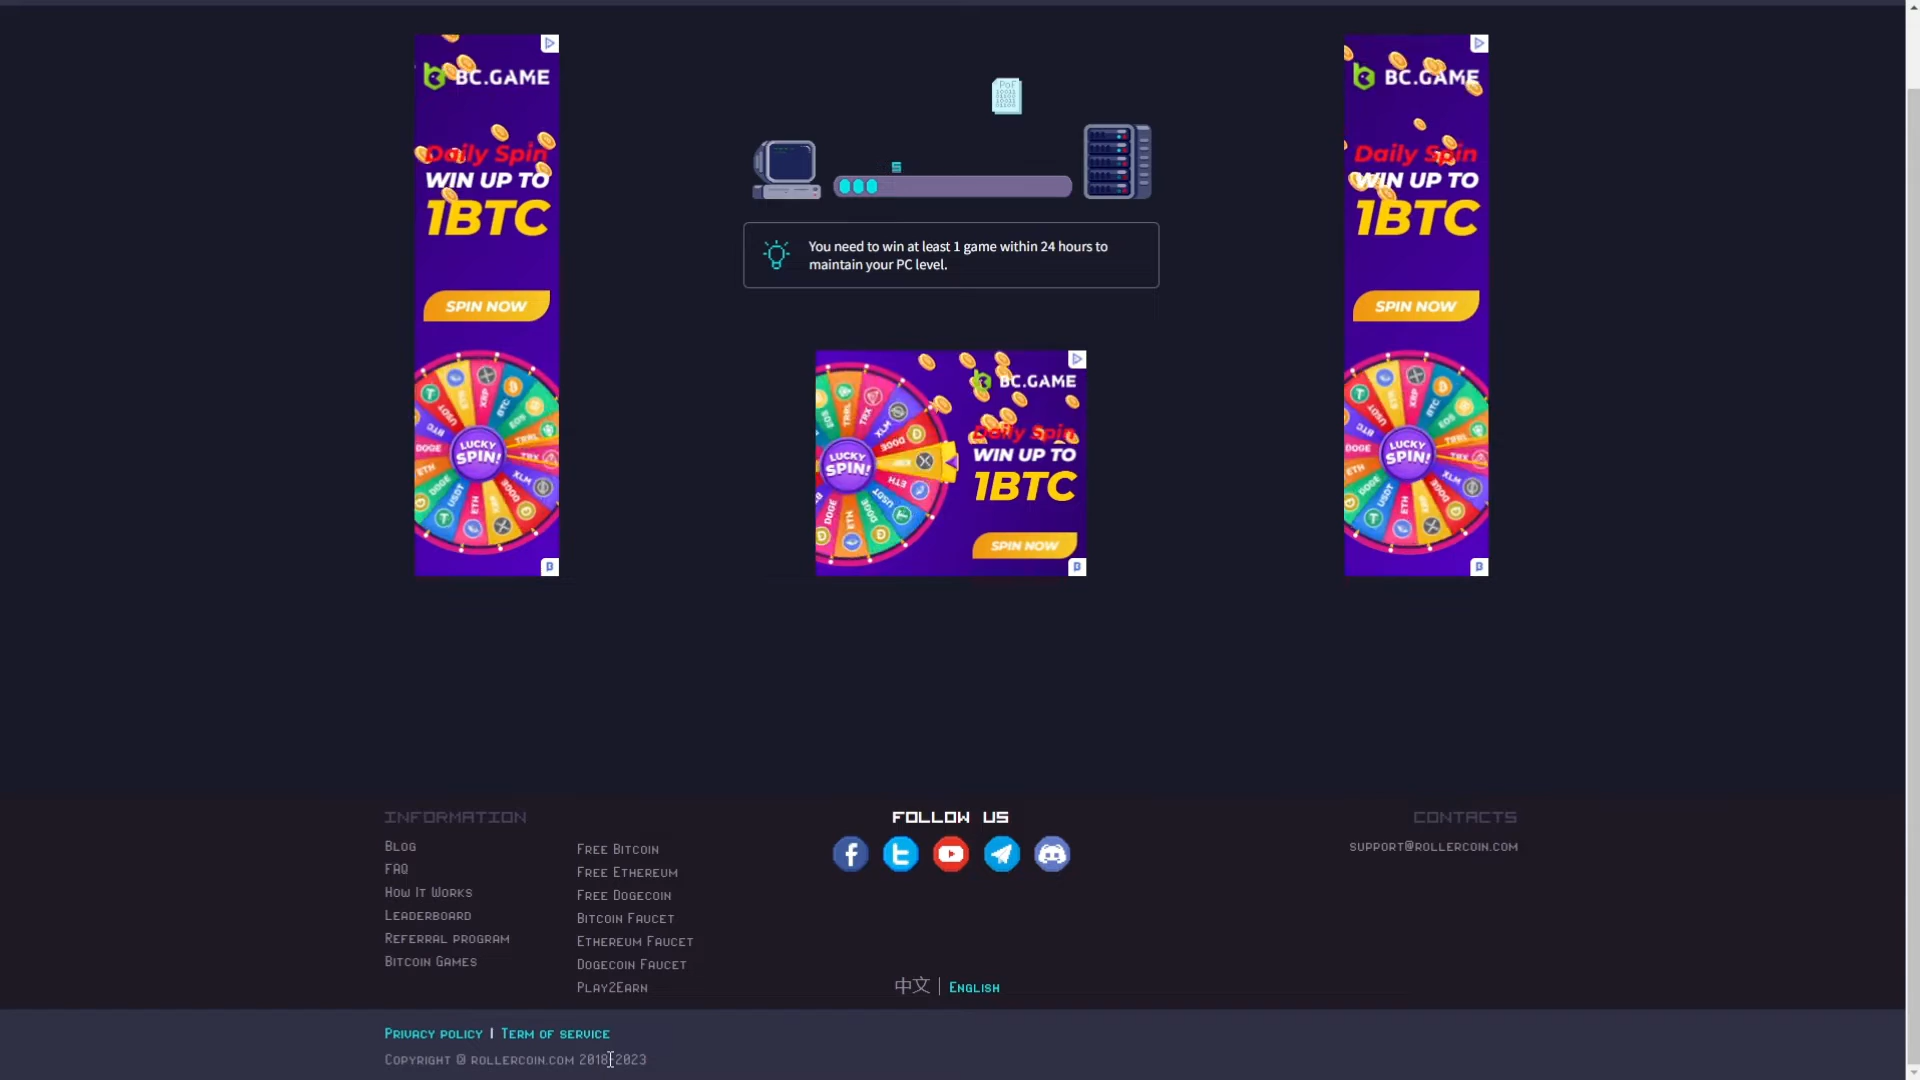 BC.GAME
Daily Spin
WIN UP TO
1BTC
SPIN NOW
LUCKY
SPIN!
PoF
5
You need to win at least 1 game within 24 hours to
maintain your PC level.
BC.GAME
Daily Spin
WIN UP TO
1BTC
SPIN NOW
LUCKY
SPIN!
BC.GAME
Daily Spin
WIN UP TO
1BTC
SPIN NOW
LUCKY
SPIN!
INFORMATION
Blog
FAQ
How It Works
Leaderboard
Referral program
Bitcoin Games
Free Bitcoin
Free Ethereum
Free Dogecoin
Bitcoin Faucet
Ethereum Faucet
Dogecoin Faucet
Play2Earn
FOLLOW US
中文 | English
CONTACTS
support@rollercoin.com
Privacy policy | Term of service
Copyright @ rollercoin.com 2018-2023